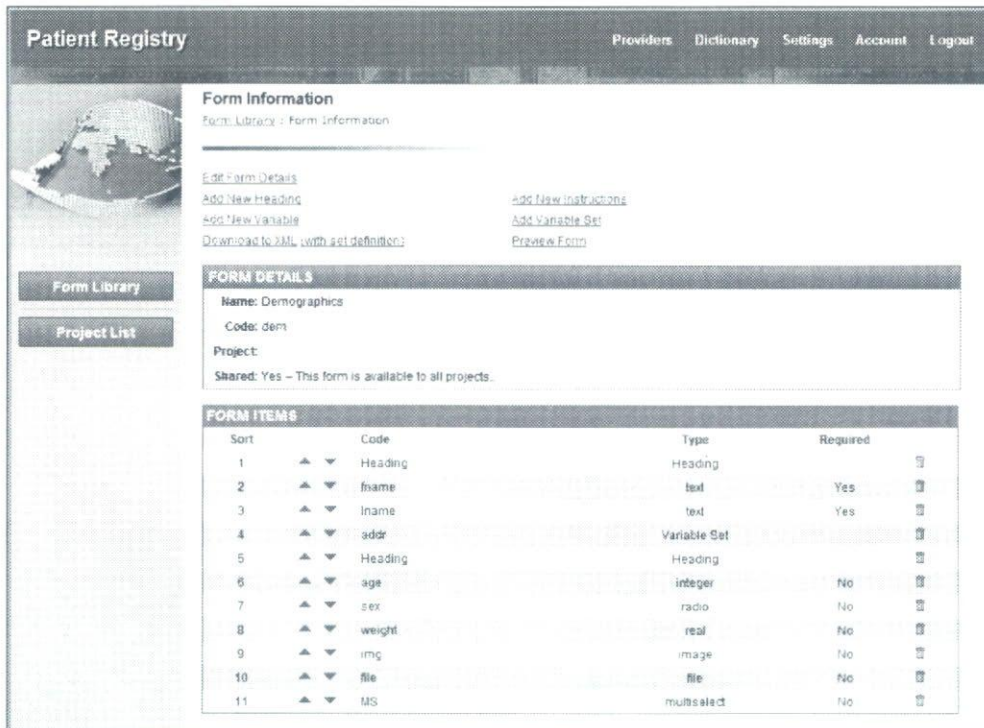 Patient Registry
Providers Dictionary Settings Account Logout
Form Information
Form Library : Form Information
Edit Form Details
Add New Heading Add New Instructions
Add New Variable Add Variable Set
Download to XML (with set definition) Preview Form
Form Library
Project List
FORM DETAILS
Name: Demographics
Code: dem
Project:
Shared: Yes – This form is available to all projects.
FORM ITEMS
Sort Code Type Required
1 Heading Heading
2 fname text Yes
3 lname text Yes
4 addr Variable Set
5 Heading Heading
6 age integer No
7 sex radio No
8 weight real No
9 img image No
10 file file No
11 MS multiselect No